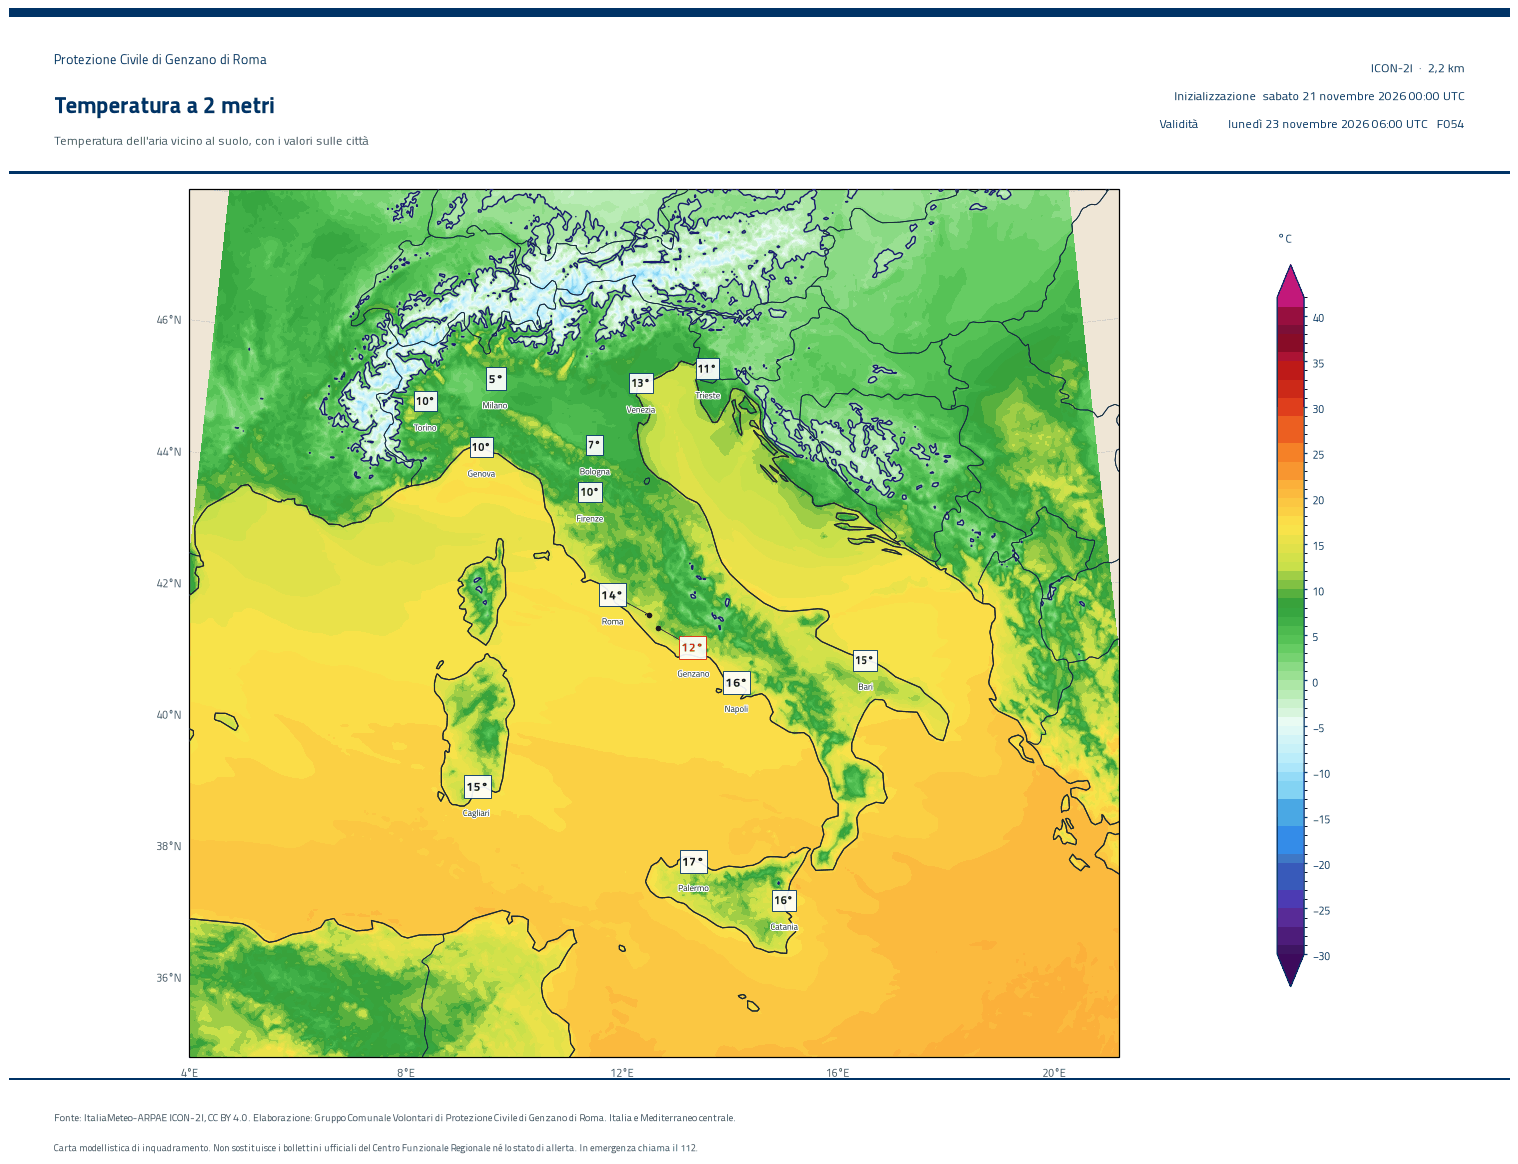 Protezione Civile di Genzano di Roma
Temperatura a 2 metri
Temperatura dell'aria vicino al suolo, con i valori sulle città
ICON-2I · 2,2 km
Inizializzazione sabato 21 novembre 2026 00:00 UTC
Validità lunedì 23 novembre 2026 06:00 UTC F054
°C
40
35
30
25
20
15
10
5
0
−5
−10
−15
−20
−25
−30
46°N
44°N
42°N
40°N
38°N
36°N
4°E
8°E
12°E
16°E
20°E
5°
Milano
10°
Torino
13°
Venezia
11°
Trieste
10°
Genova
7°
Bologna
10°
Firenze
14°
Roma
12°
Genzano
16°
Napoli
15°
Bari
15°
Cagliari
17°
Palermo
16°
Catania
Fonte: ItaliaMeteo-ARPAE ICON-2I, CC BY 4.0. Elaborazione: Gruppo Comunale Volontari di Protezione Civile di Genzano di Roma. Italia e Mediterraneo centrale.
Carta modellistica di inquadramento. Non sostituisce i bollettini ufficiali del Centro Funzionale Regionale né lo stato di allerta. In emergenza chiama il 112.